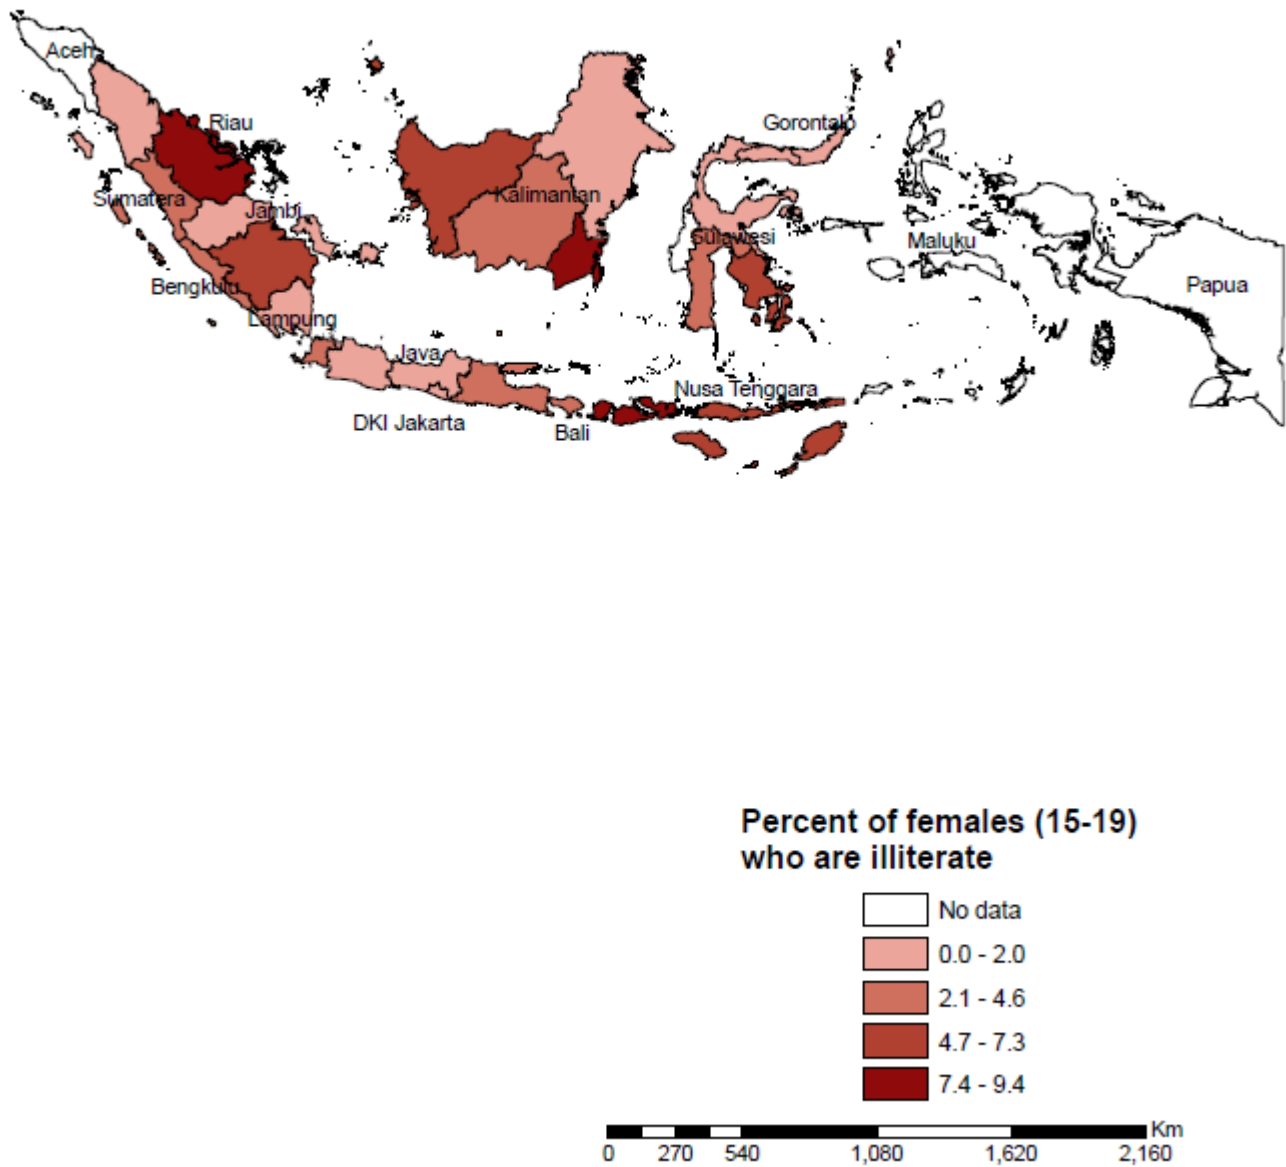 Aceh
Riau
Gorontalo
Sumatera
Jambi
Kalimantan
Sulawesi
Maluku
Papua
Bengkulu
Lampung
Java
Nusa Tenggara
DKI Jakarta
Bali
Percent of females (15-19)
who are illiterate
No data
0.0 - 2.0
2.1 - 4.6
4.7 - 7.3
7.4 - 9.4
Km
0 270 540 1,080 1,620 2,160